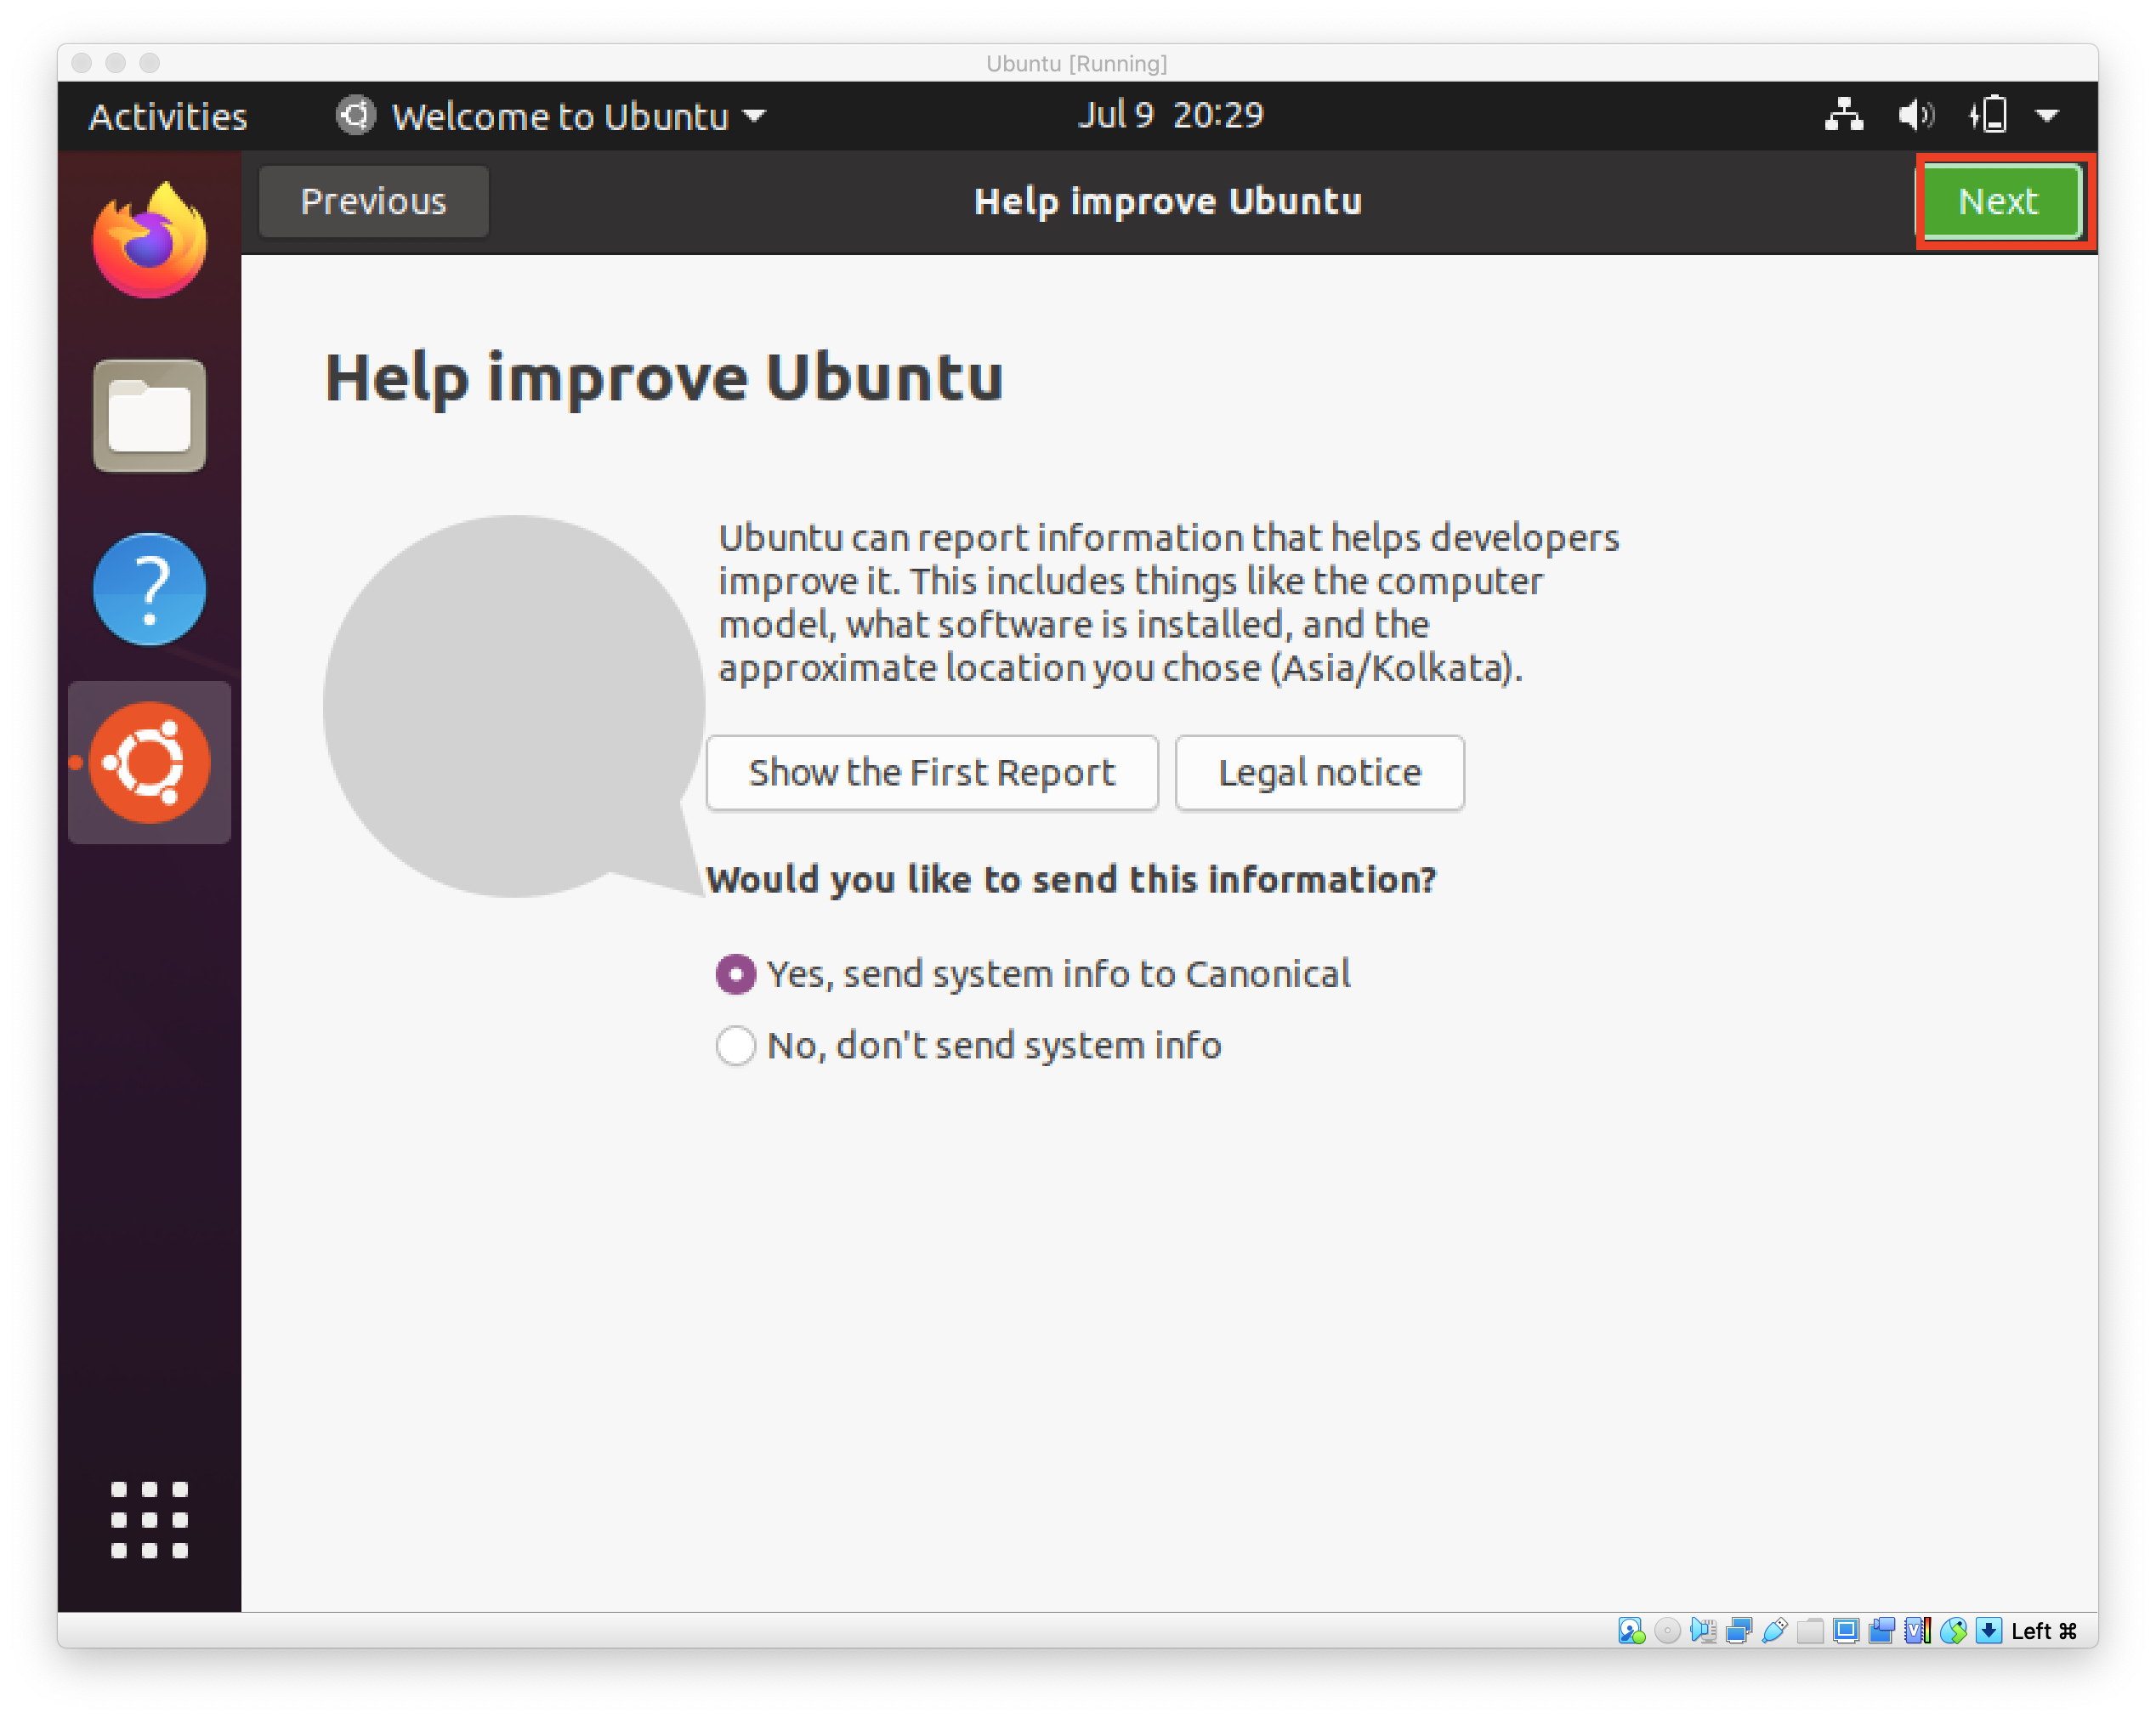 Ubuntu [Running]
Activities Welcome to Ubuntu Jul 9 20:29
Previous Help improve Ubuntu Next
Help improve Ubuntu
Ubuntu can report information that helps developers
improve it. This includes things like the computer
model, what software is installed, and the
approximate location you chose (Asia/Kolkata).
Show the First Report Legal notice
Would you like to send this information?
Yes, send system info to Canonical
No, don't send system info
Left ⌘